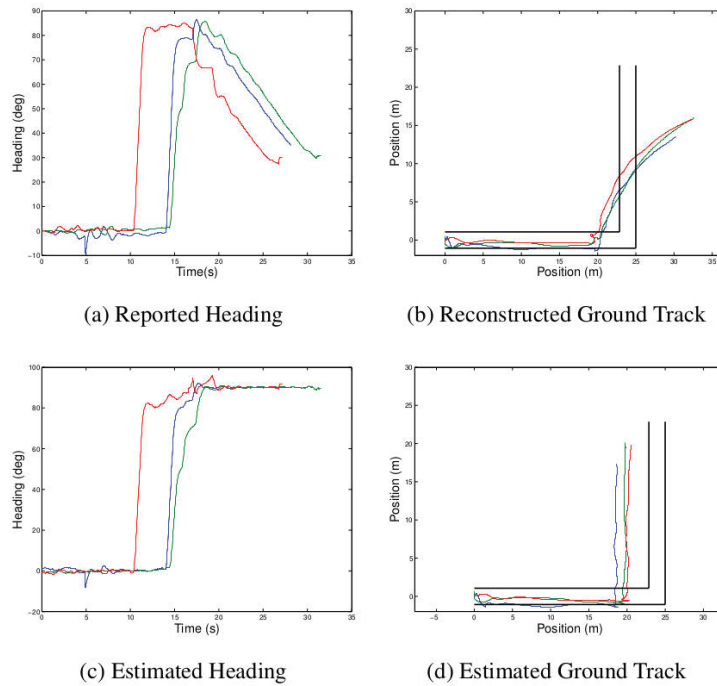 90
80
70
60
50
40
30
20
10
0
-10
0 5 10 15 20 25 30 35
Heading (deg)
Time(s)
(a) Reported Heading
30
25
20
15
10
5
0
-5
0 5 10 15 20 25 30 35
Position (m)
Position (m)
(b) Reconstructed Ground Track
100
80
60
40
20
0
-20
0 5 10 15 20 25 30 35
Heading (deg)
Time (s)
(c) Estimated Heading
30
25
20
15
10
5
0
-5 0 5 10 15 20 25 30
Position (m)
Position (m)
(d) Estimated Ground Track